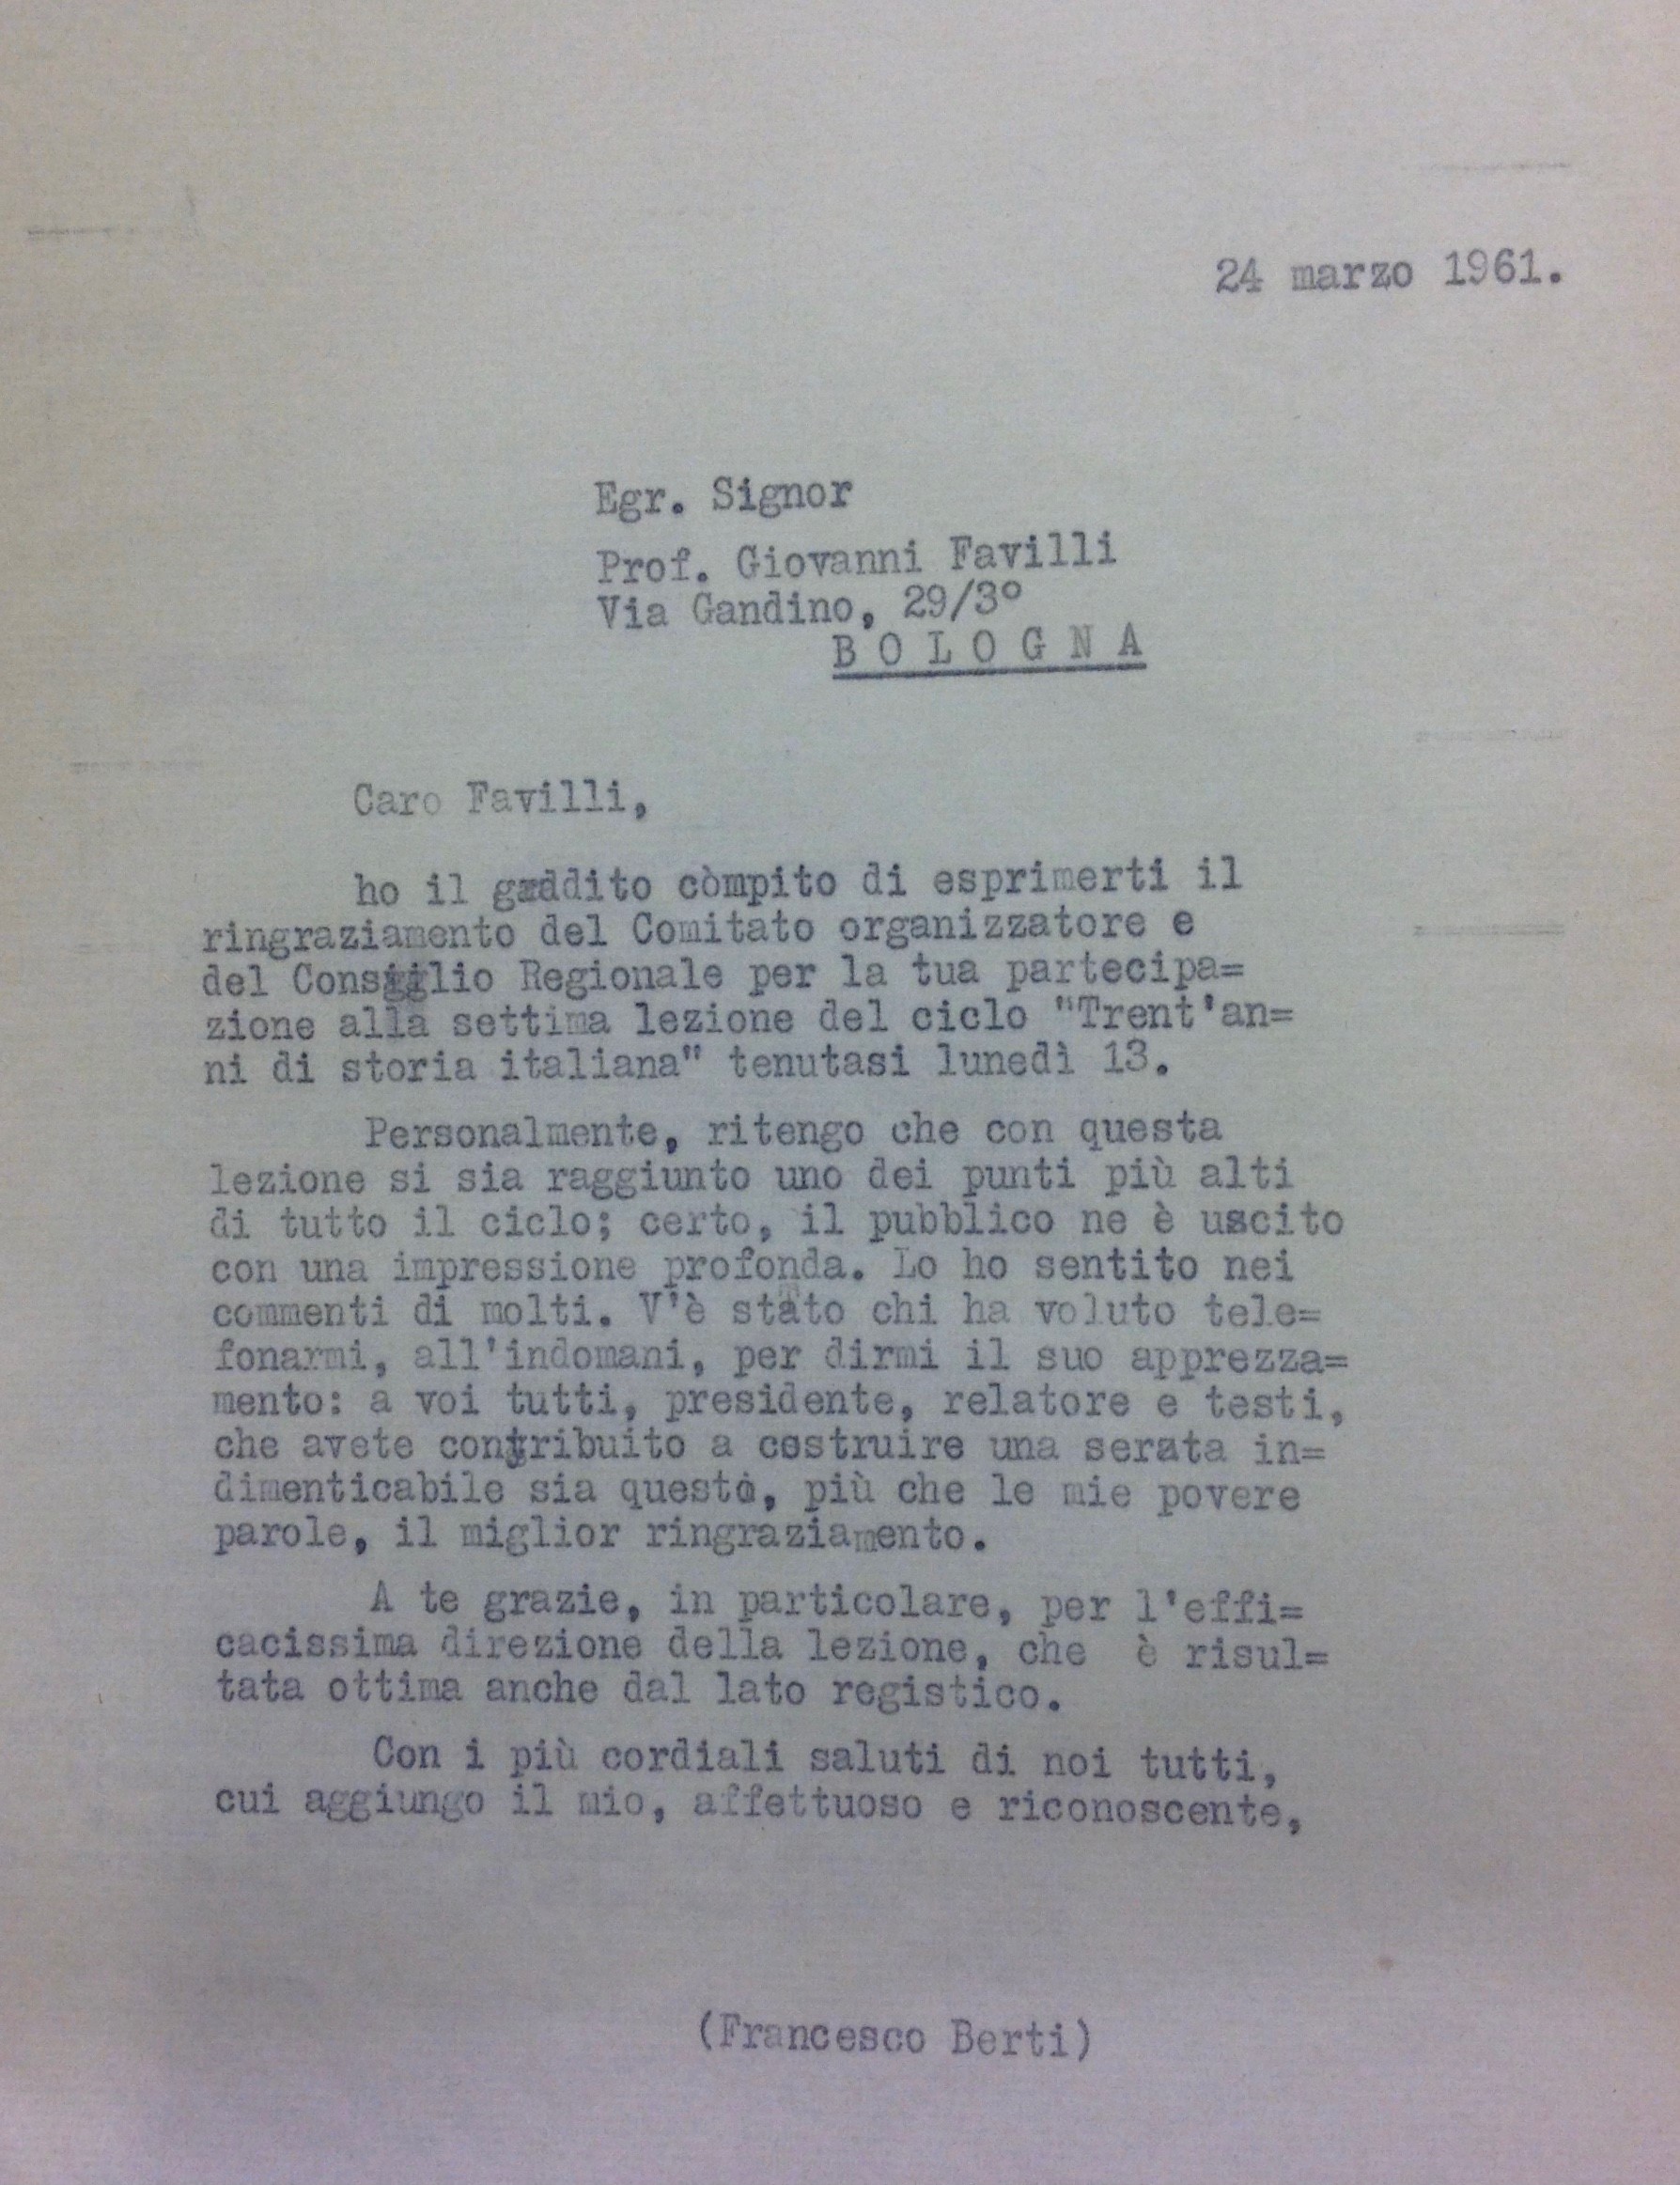 24 marzo 1961.
Egr. Signor
Prof. Giovanni Favilli
Via Gandino, 29/3°
B O L O G N A
Caro Favilli,
ho il graddito còmpito di esprimerti il
ringraziamento del Comitato organizzatore e
del Consiglio Regionale per la tua partecipa=
zione alla settima lezione del ciclo "Trent'an=
ni di storia italiana" tenutasi lunedì 13.
Personalmente, ritengo che con questa
lezione si sia raggiunto uno dei punti più alti
di tutto il ciclo; certo, il pubblico ne è uscito
con una impressione profonda. Lo ho sentito nei
commenti di molti. V'è stato chi ha voluto tele=
fonarmi, all'indomani, per dirmi il suo apprezza=
mento: a voi tutti, presidente, relatore e testi,
che avete contribuito a costruire una serata in=
dimenticabile sia questo, più che le mie povere
parole, il miglior ringraziamento.
A te grazie, in particolare, per l'effi=
cacissima direzione della lezione, che è risul=
tata ottima anche dal lato registico.
Con i più cordiali saluti di noi tutti,
cui aggiungo il mio, affettuoso e riconoscente,
(Francesco Berti)